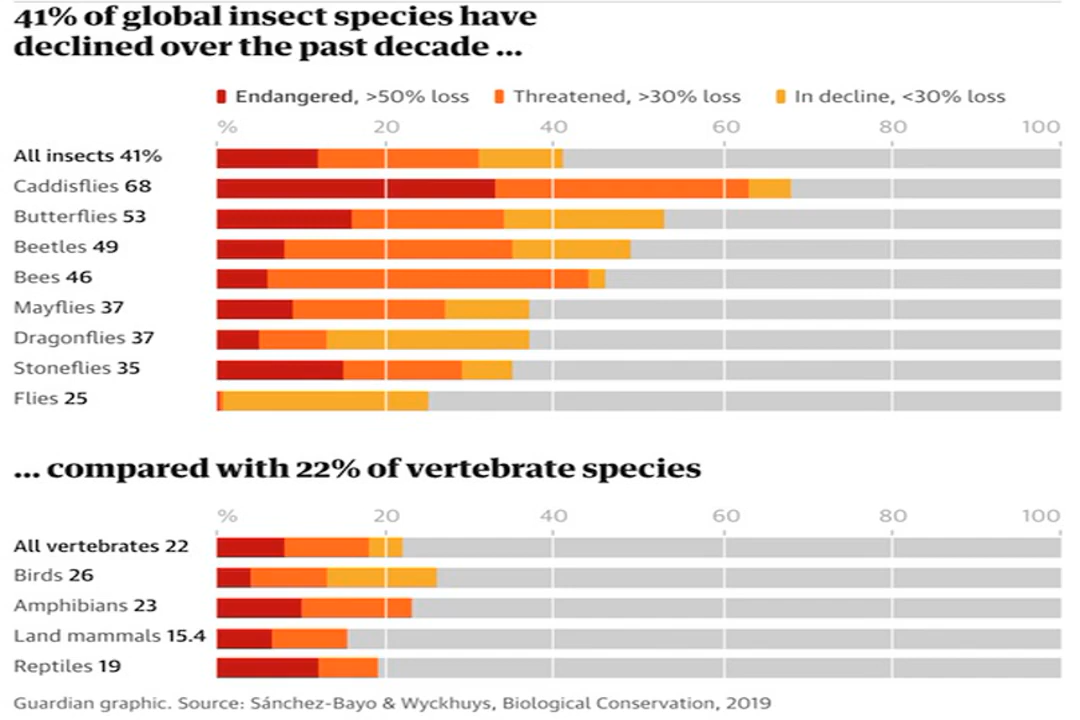 41% of global insect species have
declined over the past decade ...
Endangered, >50% loss Threatened, >30% loss In decline, <30% loss
% 20 40 60 80 100
All insects 41%
Caddisflies 68
Butterflies 53
Beetles 49
Bees 46
Mayflies 37
Dragonflies 37
Stoneflies 35
Flies 25
... compared with 22% of vertebrate species
% 20 40 60 80 100
All vertebrates 22
Birds 26
Amphibians 23
Land mammals 15.4
Reptiles 19
Guardian graphic. Source: Sánchez-Bayo & Wyckhuys, Biological Conservation, 2019